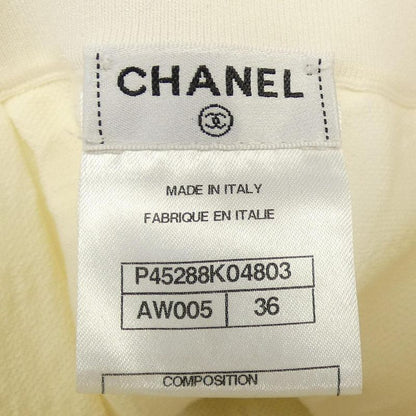 CHANEL
MADE IN ITALY
FABRIQUE EN ITALIE
P45288K04803
AW005 36
COMPOSITION